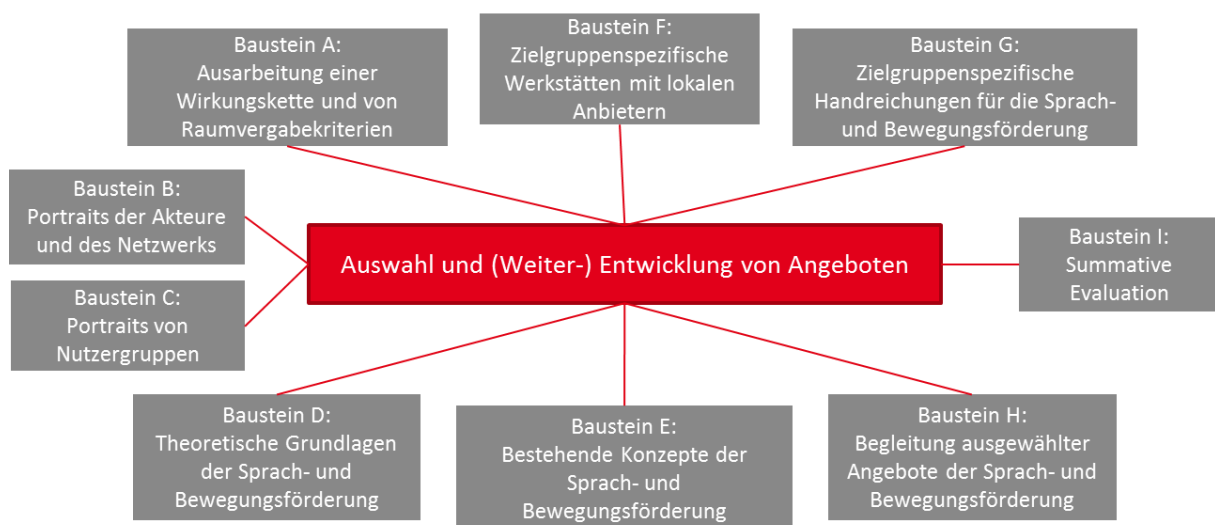 Baustein A:
Ausarbeitung einer
Wirkungskette und von
Raumvergabekriterien
Baustein F:
Zielgruppenspezifische
Werkstätten mit lokalen
Anbietern
Baustein G:
Zielgruppenspezifische
Handreichungen für die Sprach-
und Bewegungsförderung
Baustein B:
Portraits der Akteure
und des Netzwerks
Auswahl und (Weiter-) Entwicklung von Angeboten
Baustein I:
Summative
Evaluation
Baustein C:
Portraits von
Nutzergruppen
Baustein D:
Theoretische Grundlagen
der Sprach- und
Bewegungsförderung
Baustein E:
Bestehende Konzepte der
Sprach- und
Bewegungsförderung
Baustein H:
Begleitung ausgewählter
Angebote der Sprach- und
Bewegungsförderung